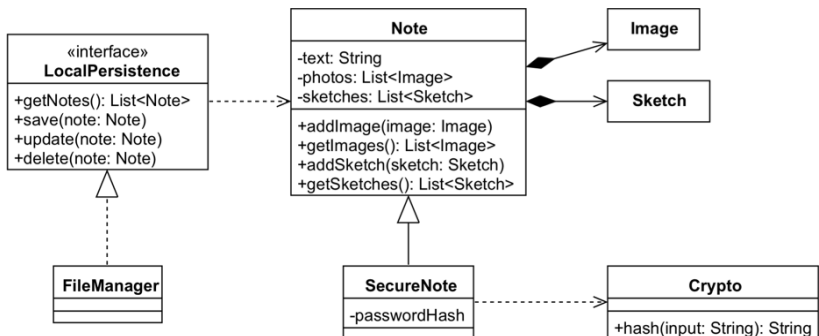 «interface»
LocalPersistence
+getNotes(): List<Note>
+save(note: Note)
+update(note: Note)
+delete(note: Note)
Note
-text: String
-photos: List<Image>
-sketches: List<Sketch>
+addImage(image: Image)
+getImages(): List<Image>
+addSketch(sketch: Sketch)
+getSketches(): List<Sketch>
Image
Sketch
FileManager
SecureNote
-passwordHash
Crypto
+hash(input: String): String